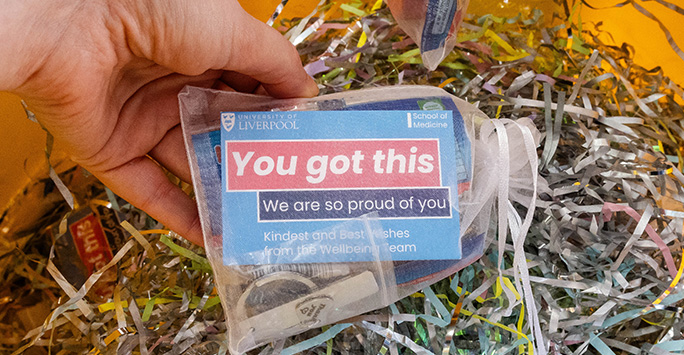 UNIVERSITY OF
LIVERPOOL
School of
Medicine
You got this
We are so proud of you
Kindest and Best Wishes
from the Wellbeing Team